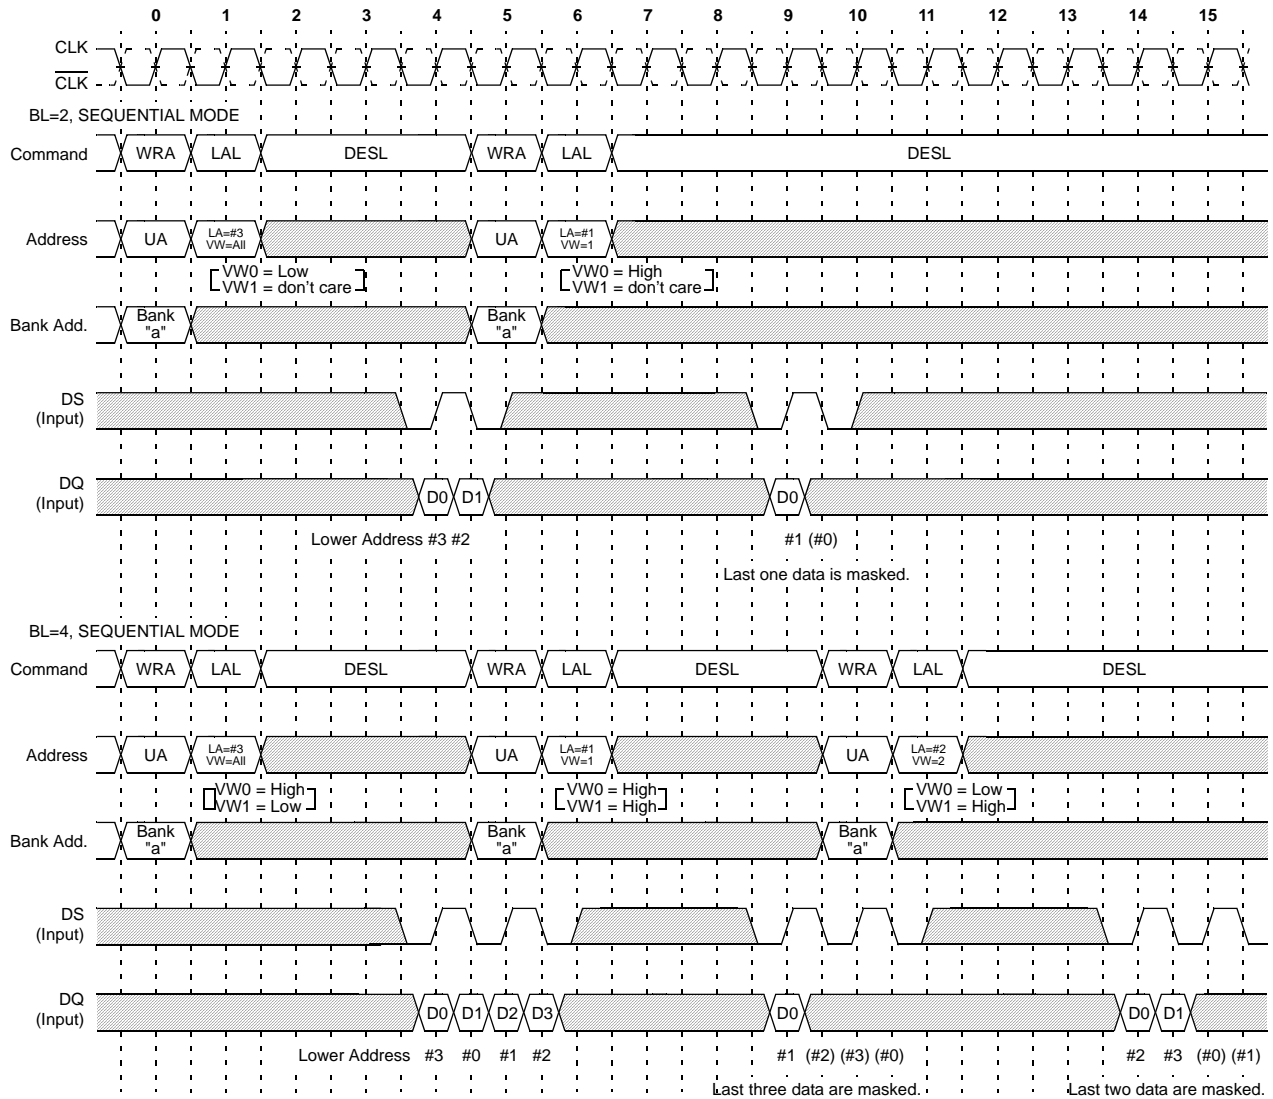 0 1 2 3 4 5 6 7 8 9 10 11 12 13 14 15
CLK
CLK
BL=2, SEQUENTIAL MODE
Command WRA LAL DESL WRA LAL DESL
Address UA LA=#3 VW=All UA LA=#1 VW=1
VW0 = Low VW0 = High
VW1 = don't care VW1 = don't care
Bank Add. Bank "a" Bank "a"
DS
(Input)
DQ
(Input) D0 D1 D0
Lower Address #3 #2 #1 (#0)
Last one data is masked.
BL=4, SEQUENTIAL MODE
Command WRA LAL DESL WRA LAL DESL WRA LAL DESL
Address UA LA=#3 VW=All UA LA=#1 VW=1 UA LA=#2 VW=2
VW0 = High VW0 = High VW0 = Low
VW1 = Low VW1 = High VW1 = High
Bank Add. Bank "a" Bank "a" Bank "a"
DS
(Input)
DQ
(Input) D0 D1 D2 D3 D0 D0 D1
Lower Address #3 #0 #1 #2 #1 (#2) (#3) (#0) #2 #3 (#0) (#1)
Last three data are masked. Last two data are masked.